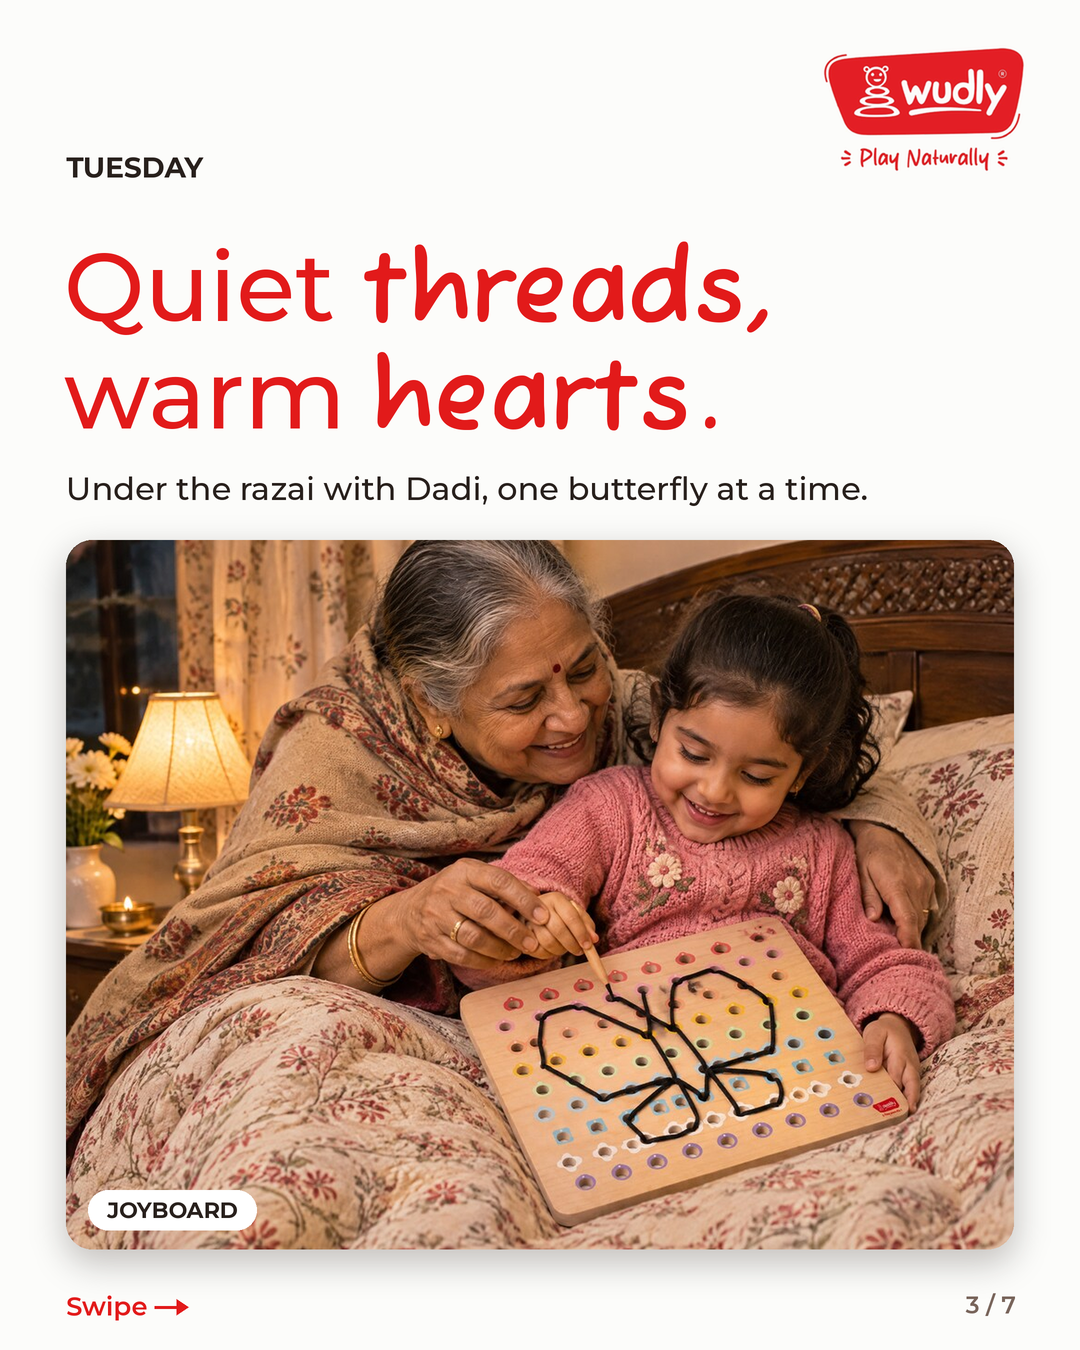 wudly
Play Naturally
TUESDAY
Quiet threads,
warm hearts.
Under the razai with Dadi, one butterfly at a time.
JOYBOARD
Swipe →
3 / 7